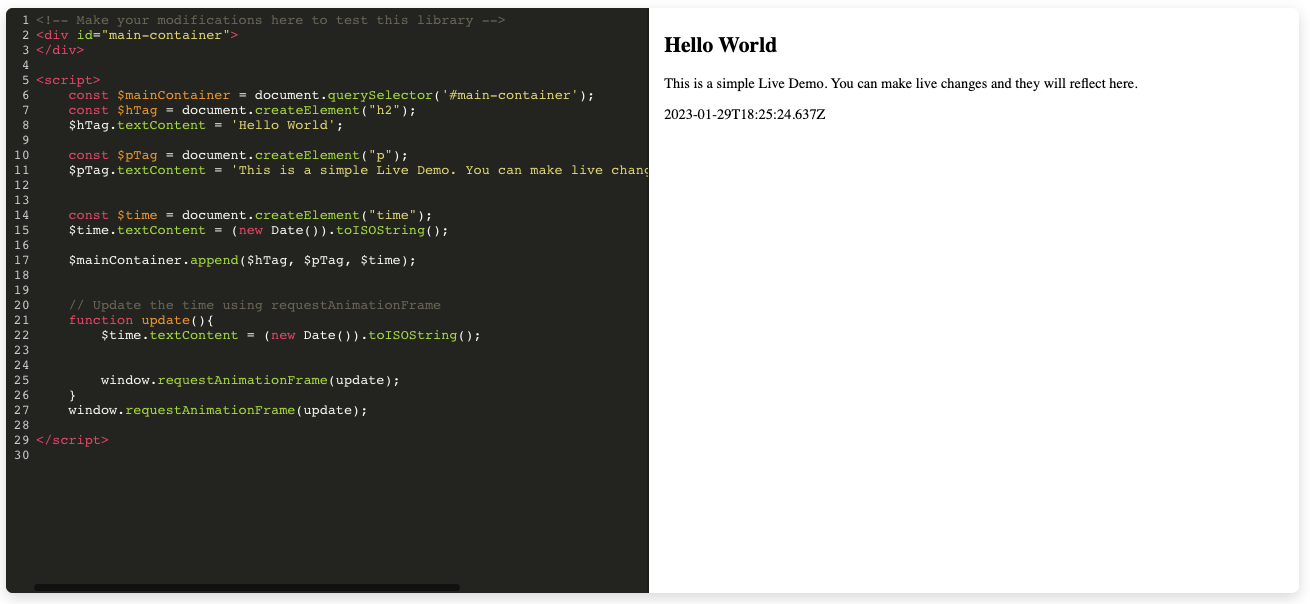 1 <!-- Make your modifications here to test this library -->
2 <div id="main-container">
3 </div>
4
5 <script>
6     const $mainContainer = document.querySelector('#main-container');
7     const $hTag = document.createElement("h2");
8     $hTag.textContent = 'Hello World';
9
10     const $pTag = document.createElement("p");
11     $pTag.textContent = 'This is a simple Live Demo. You can make live chang
12
13
14     const $time = document.createElement("time");
15     $time.textContent = (new Date()).toISOString();
16
17     $mainContainer.append($hTag, $pTag, $time);
18
19
20     // Update the time using requestAnimationFrame
21     function update(){
22         $time.textContent = (new Date()).toISOString();
23
24
25         window.requestAnimationFrame(update);
26     }
27     window.requestAnimationFrame(update);
28
29 </script>
30
Hello World
This is a simple Live Demo. You can make live changes and they will reflect here.
2023-01-29T18:25:24.637Z